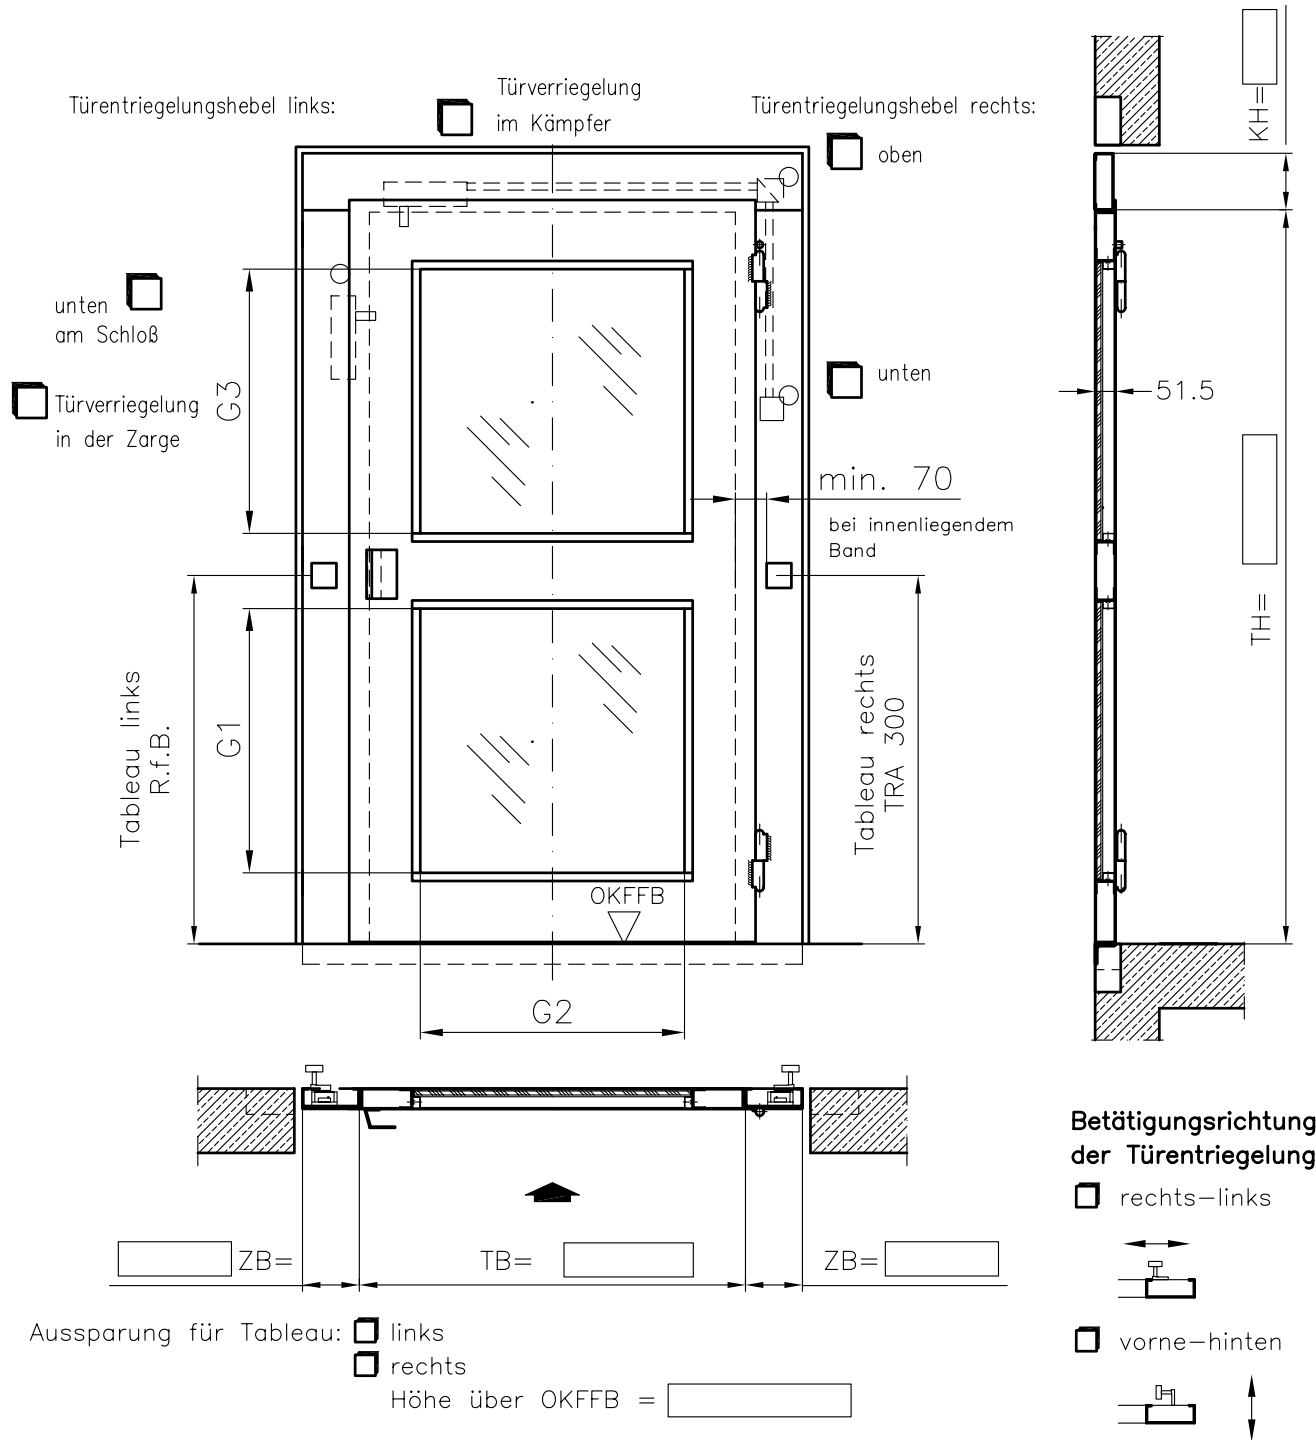 Türentriegelungshebel links:
Türverriegelung
im Kämpfer
Türentriegelungshebel rechts:
oben
KH=
unten
am Schloß
Türverriegelung
in der Zarge
G3
unten
51.5
min. 70
bei innenliegendem
Band
TH=
Tableau links
R.f.B.
G1
Tableau rechts
TRA 300
OKFFB
G2
Betätigungsrichtung
der Türentriegelung
rechts-links
ZB=
TB=
ZB=
Aussparung für Tableau:
links
rechts
Höhe über OKFFB =
vorne-hinten